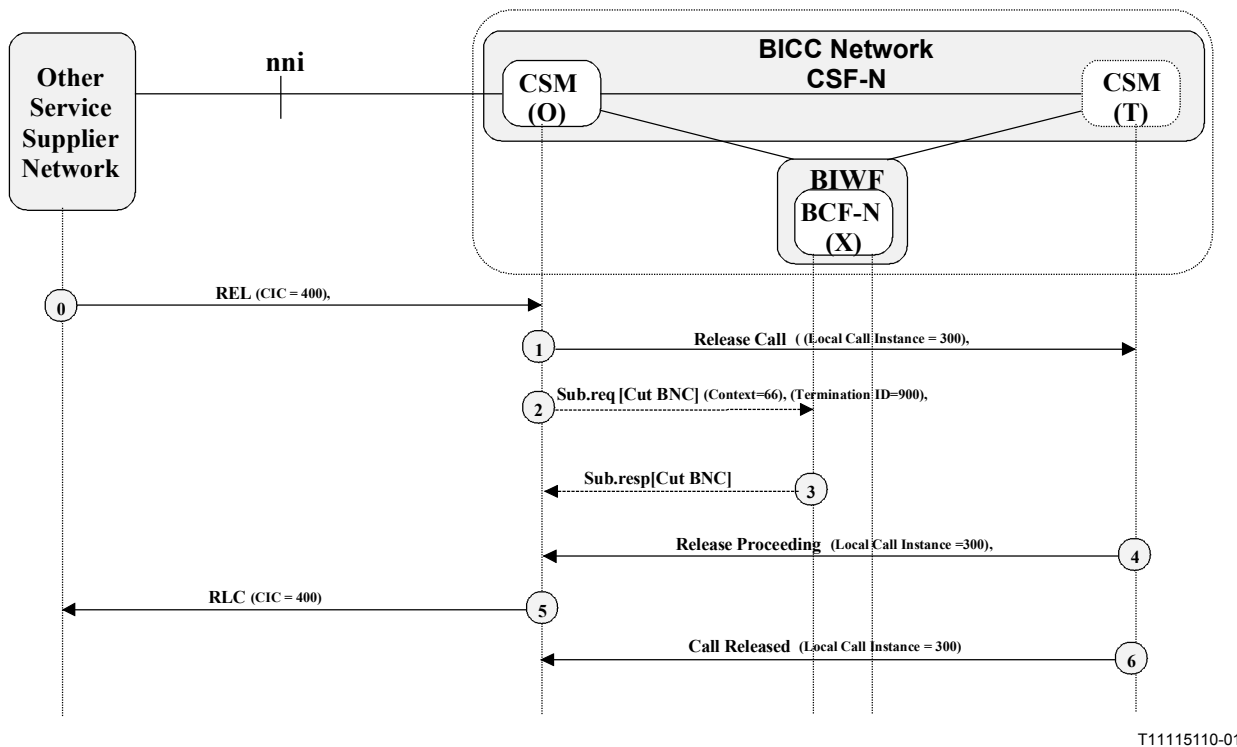 Other
Service
Supplier
Network
nni
BICC Network
CSF-N
CSM
(O)
CSM
(T)
BIWF
BCF-N
(X)
0
REL (CIC = 400),
1
Release Call ( (Local Call Instance = 300),
2
Sub.req [Cut BNC] (Context=66), (Termination ID=900),
Sub.resp[Cut BNC]
3
Release Proceeding (Local Call Instance =300),
4
RLC (CIC = 400)
5
Call Released (Local Call Instance = 300)
6
T11115110-01